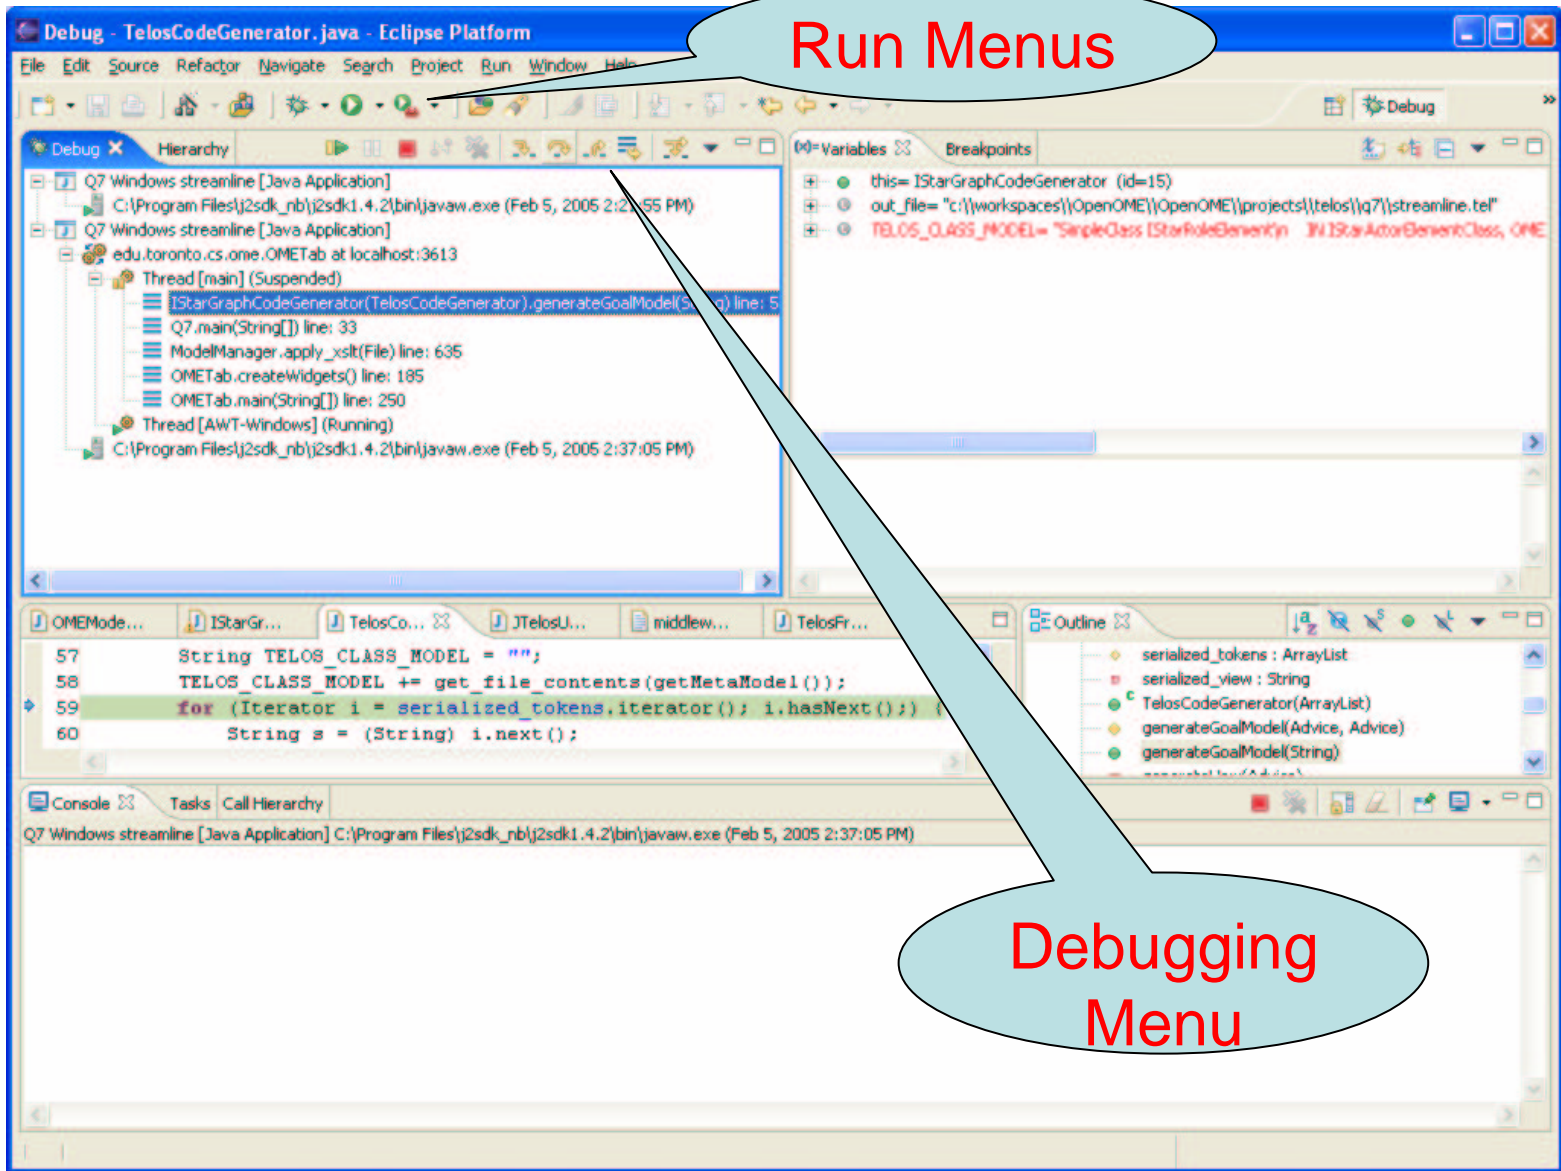 Debug - TelosCodeGenerator.java - Eclipse Platform
Run Menus
File Edit Source Refactor Navigate Search Project Run Window Help
Debug
»
Debug Hierarchy
Q7 Windows streamline [Java Application]
C:\Program Files\j2sdk_nb\j2sdk1.4.2\bin\javaw.exe (Feb 5, 2005 55 PM)
Q7 Windows streamline [Java Application]
edu.toronto.cs.ome.OMETab at localhost:3613
Thread [main] (Suspended)
IStarGraphCodeGenerator(TelosCodeGenerator).generateGoalModel(String) line: 5
Q7.main(String[]) line: 33
ModelManager.apply_xslt(File) line: 635
OMETab.createWidgets() line: 185
OMETab.main(String[]) line: 250
Thread [AWT-Windows] (Running)
C:\Program Files\j2sdk_nb\j2sdk1.4.2\bin\javaw.exe (Feb 5, 2005 2:37:05 PM)
(x)= Variables Breakpoints
this= IStarGraphCodeGenerator (id=15)
out_file= "c:\\workspaces\\OpenOME\\OpenOME\\projects\\telos\\q7\\streamline.tel"
TELOS_CLASS_MODEL= "SimpleClass IStarRoleElement\n IN IStarActorElementClass, OME
OMEMode... IStarGr... TelosCo... JTelosU... middlew... TelosFr...
57 String TELOS_CLASS_MODEL = "";
58 TELOS_CLASS_MODEL += get_file_contents(getMetaModel());
59 for (Iterator i = serialized_tokens.iterator(); i.hasNext();) {
60 String s = (String) i.next();
Outline
serialized_tokens : ArrayList
serialized_view : String
TelosCodeGenerator(ArrayList)
generateGoalModel(Advice, Advice)
generateGoalModel(String)
Console Tasks Call Hierarchy
Q7 Windows streamline [Java Application] C:\Program Files\j2sdk_nb\j2sdk1.4.2\bin\javaw.exe (Feb 5, 2005 2:37:05 PM)
Debugging
Menu